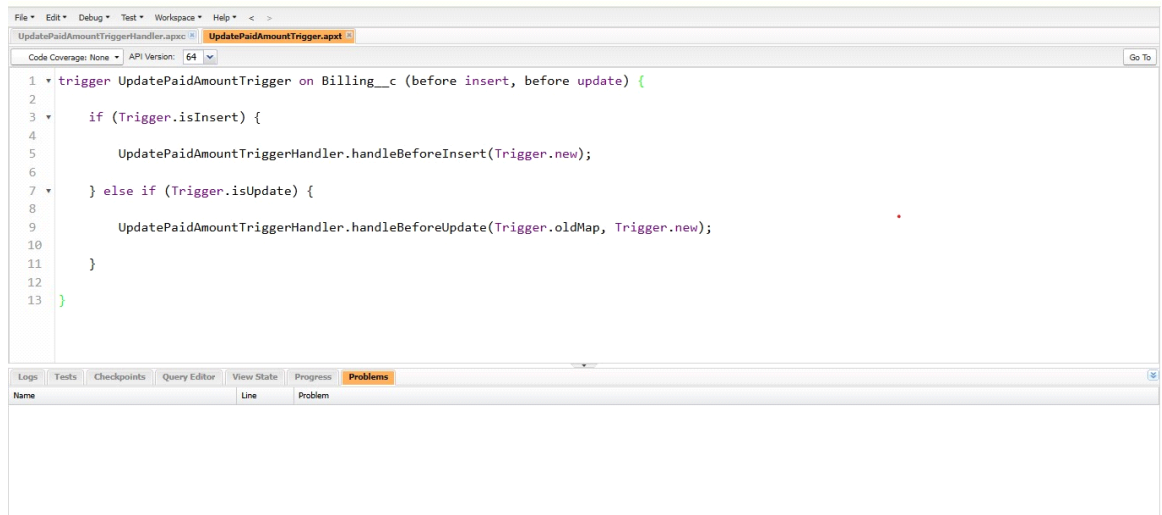 File Edit Debug Test Workspace Help < >
UpdatePaidAmountTriggerHandler.apxc UpdatePaidAmountTrigger.apxt
Code Coverage: None API Version: 64 Go To
1 trigger UpdatePaidAmountTrigger on Billing__c (before insert, before update) {
2
3 if (Trigger.isInsert) {
4
5 UpdatePaidAmountTriggerHandler.handleBeforeInsert(Trigger.new);
6
7 } else if (Trigger.isUpdate) {
8
9 UpdatePaidAmountTriggerHandler.handleBeforeUpdate(Trigger.oldMap, Trigger.new);
10
11 }
12
13 }
Logs Tests Checkpoints Query Editor View State Progress Problems
Name Line Problem